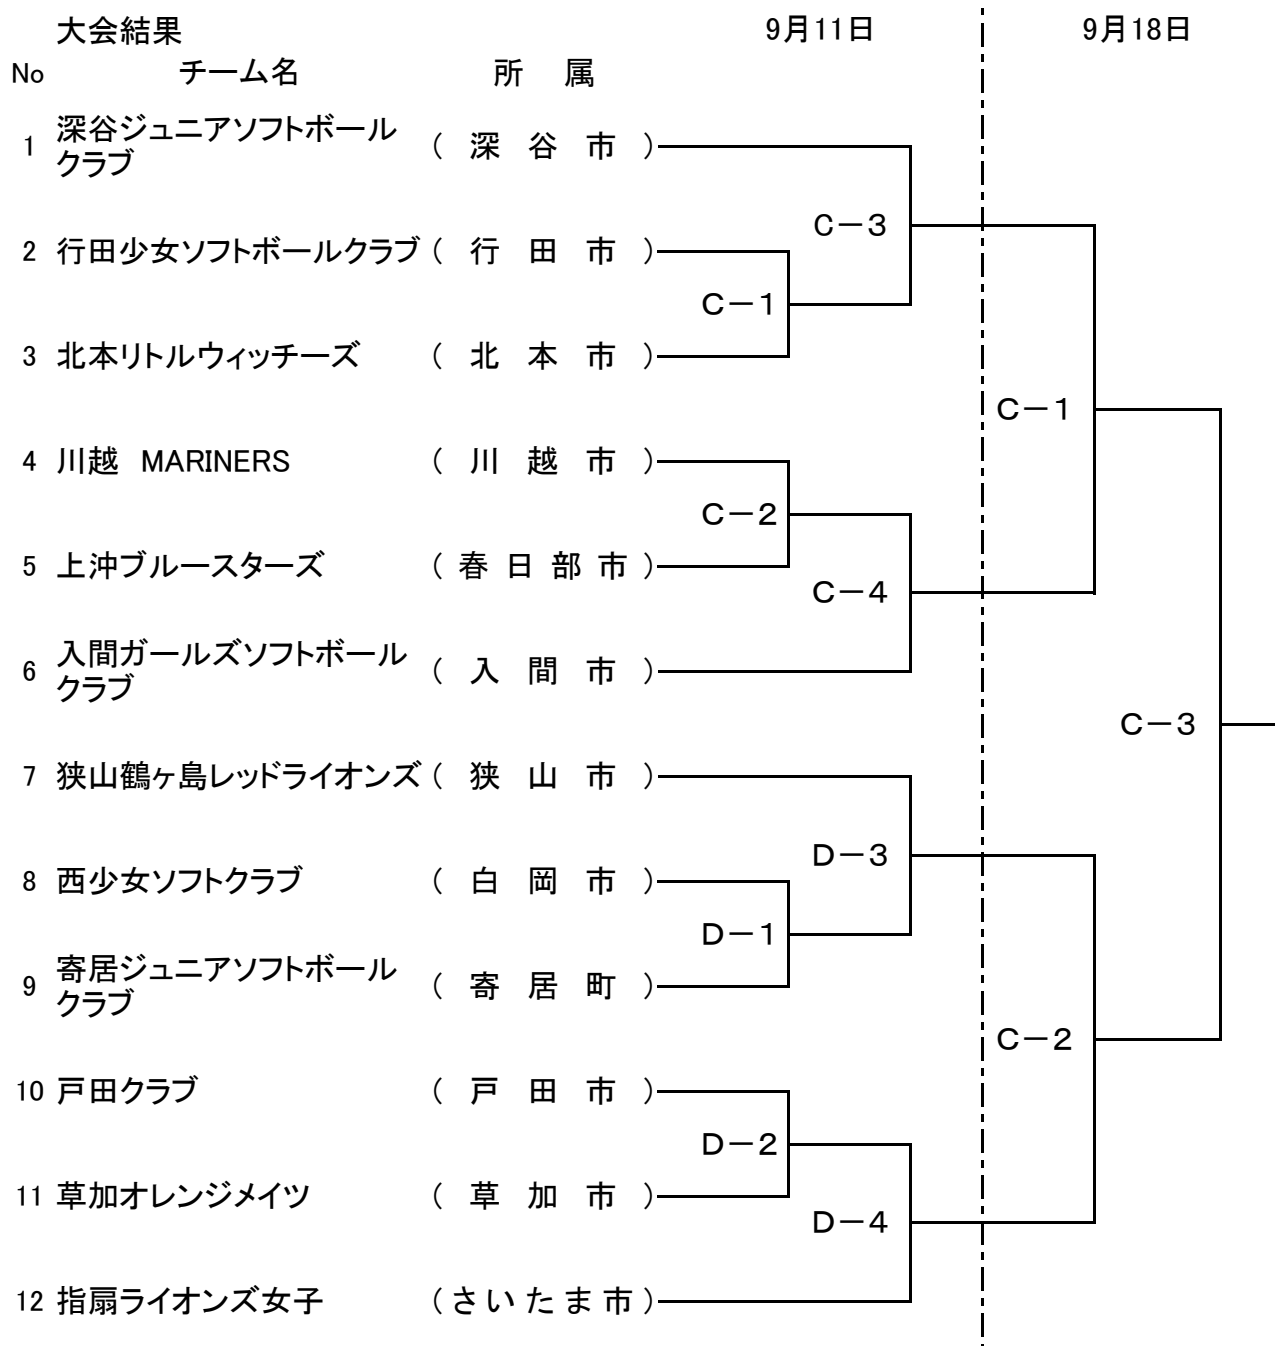 大会結果 9月11日 9月18日
No チーム名 所 属
1 深谷ジュニアソフトボール
クラブ ( 深 谷 市 )
C－3
2 行田少女ソフトボールクラブ ( 行 田 市 )
C－1
3 北本リトルウィッチーズ ( 北 本 市 )
C－1
4 川越 MARINERS ( 川 越 市 )
C－2
5 上沖ブルースターズ ( 春 日 部 市 )
C－4
6 入間ガールズソフトボール
クラブ ( 入 間 市 )
C－3
7 狭山鶴ヶ島レッドライオンズ ( 狭 山 市 )
D－3
8 西少女ソフトクラブ ( 白 岡 市 )
D－1
9 寄居ジュニアソフトボール
クラブ ( 寄 居 町 )
C－2
10 戸田クラブ ( 戸 田 市 )
D－2
11 草加オレンジメイツ ( 草 加 市 )
D－4
12 指扇ライオンズ女子 (さいたま市)